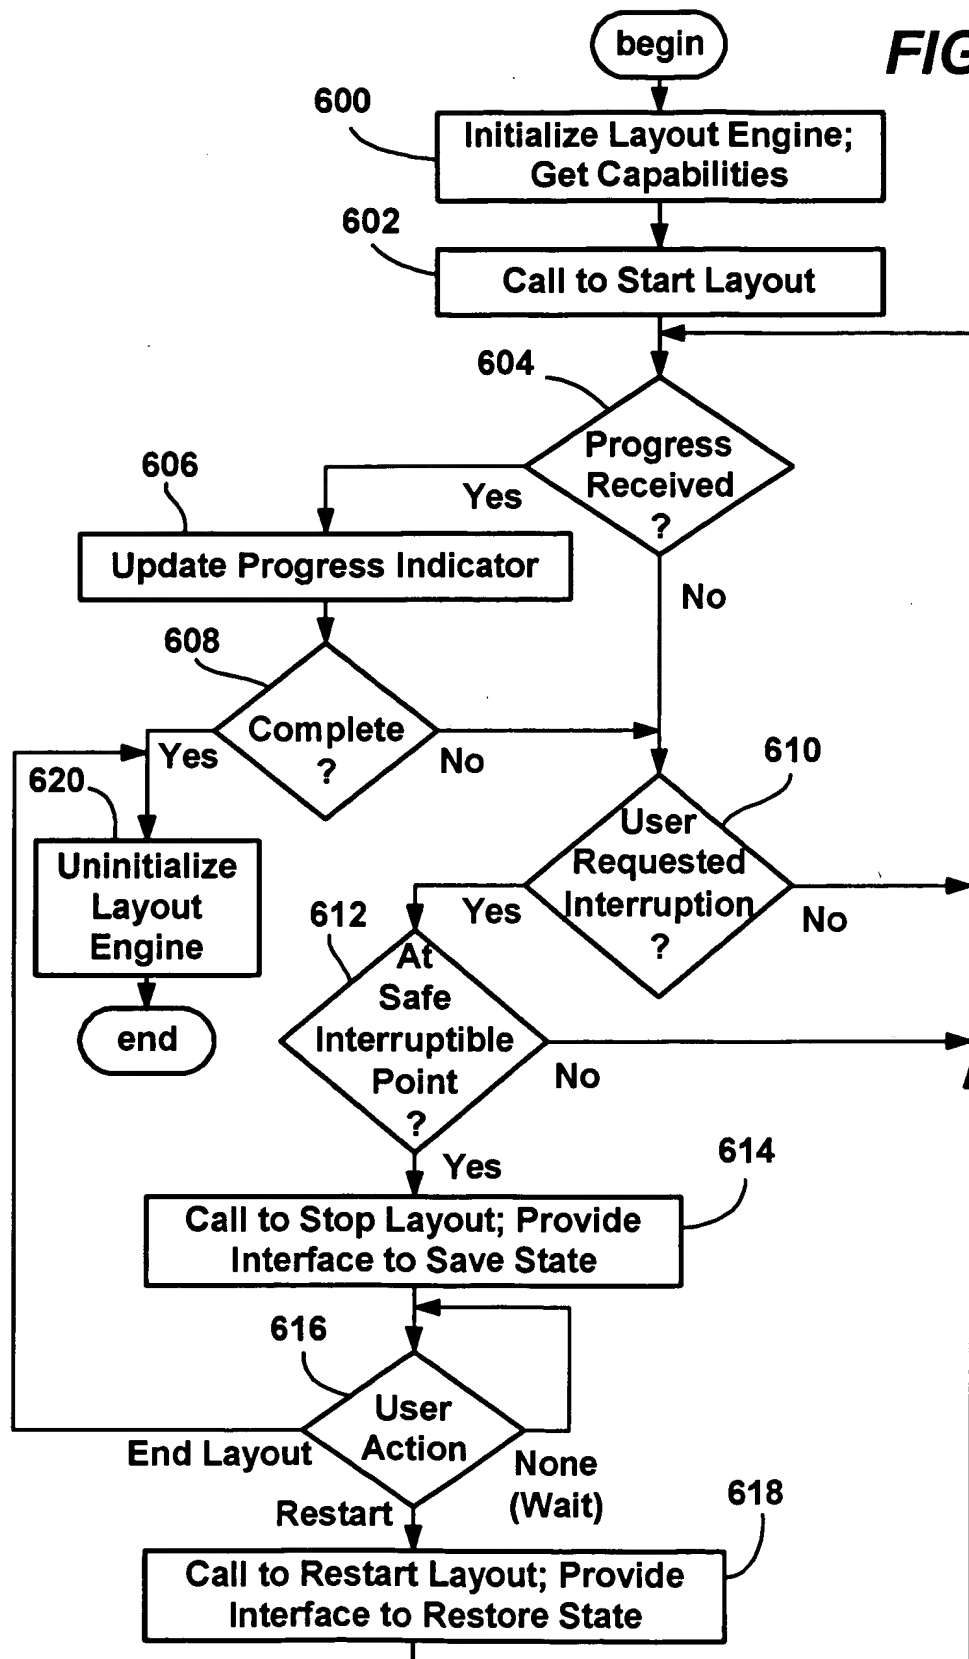 begin
FIG
600
Initialize Layout Engine;
Get Capabilities
602
Call to Start Layout
604
Progress
Received
?
Yes
No
606
Update Progress Indicator
608
Complete
?
Yes
No
610
User
Requested
Interruption
?
Yes
No
620
Uninitialize
Layout
Engine
end
612
At
Safe
Interruptible
Point
?
No
Yes
614
Call to Stop Layout; Provide
Interface to Save State
616
User
Action
End Layout
None
(Wait)
Restart
618
Call to Restart Layout; Provide
Interface to Restore State